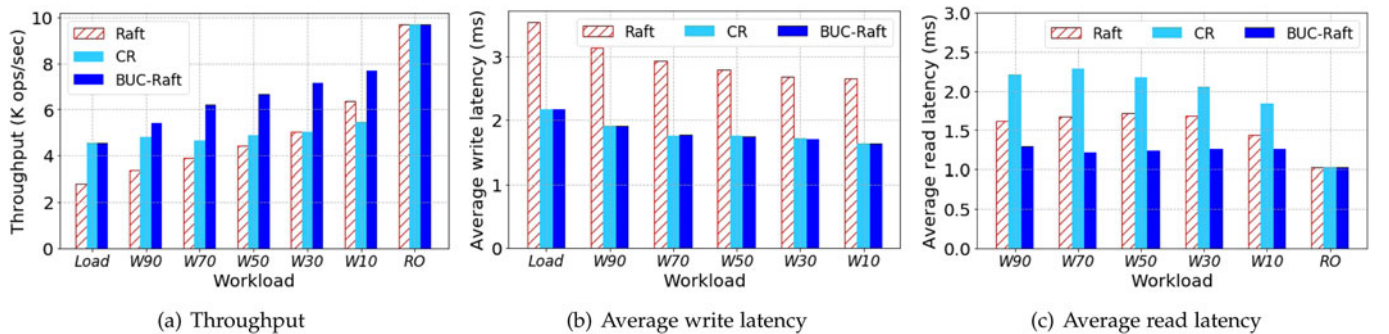 Throughput (K ops/sec)
10
8
6
4
2
0
Raft
CR
BUC-Raft
Load W90 W70 W50 W30 W10 RO
Workload
(a) Throughput
Average write latency (ms)
3
2
1
0
Raft CR BUC-Raft
Load W90 W70 W50 W30 W10
Workload
(b) Average write latency
Average read latency (ms)
3.0
2.5
2.0
1.5
1.0
0.5
0.0
Raft CR BUC-Raft
W90 W70 W50 W30 W10 RO
Workload
(c) Average read latency